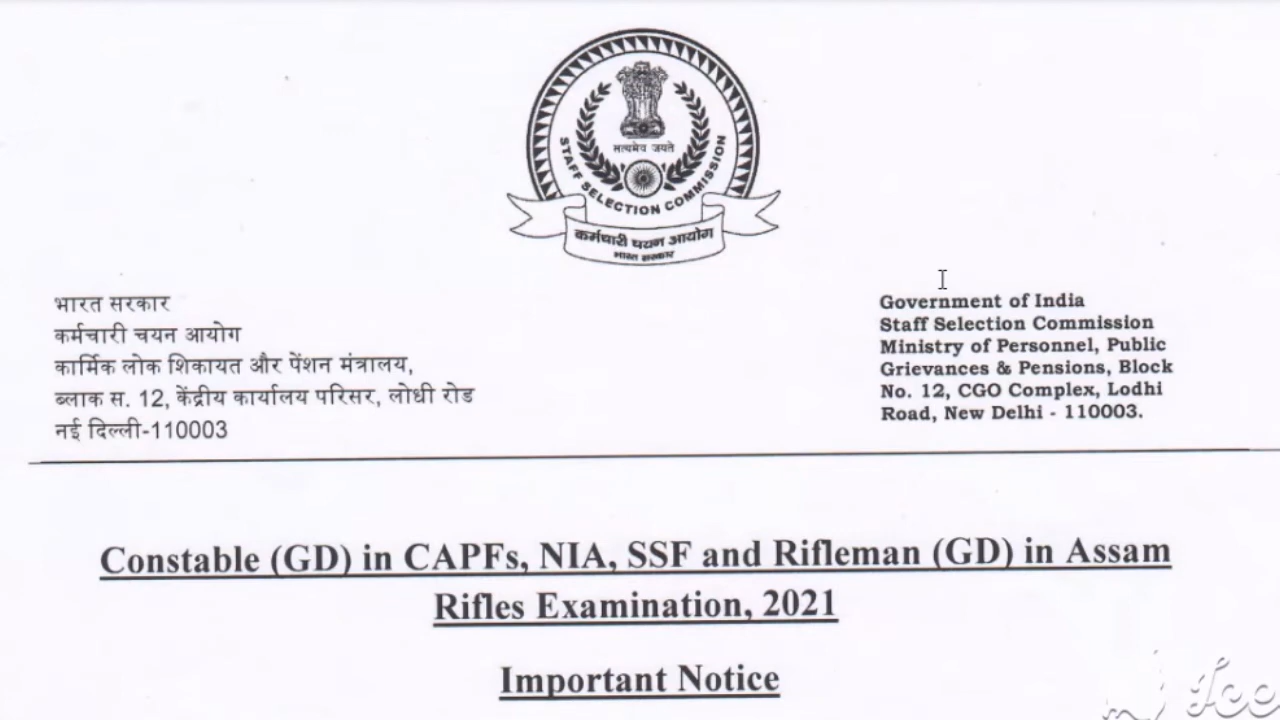 सत्यमेव जयते
STAFF SELECTION COMMISSION
कर्मचारी चयन आयोग
भारत सरकार
भारत सरकार
कर्मचारी चयन आयोग
कार्मिक लोक शिकायत और पेंशन मंत्रालय,
ब्लाक स. 12, केंद्रीय कार्यालय परिसर, लोधी रोड
नई दिल्ली-110003
Government of India
Staff Selection Commission
Ministry of Personnel, Public
Grievances & Pensions, Block
No. 12, CGO Complex, Lodhi
Road, New Delhi - 110003.
Constable (GD) in CAPFs, NIA, SSF and Rifleman (GD) in Assam
Rifles Examination, 2021
Important Notice